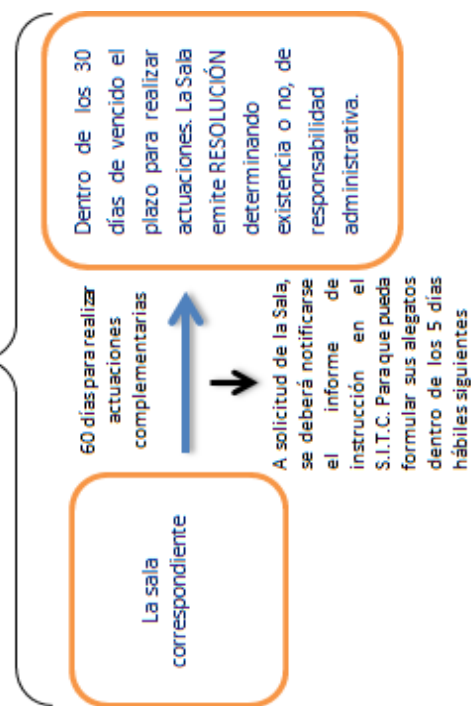 La sala
correspondiente
60 días para realizar
actuaciones
complementarias
A solicitud de la Sala,
se deberá notificarse
el informe de
instrucción en el
S.I.T.C. Para que pueda
formular sus alegatos
dentro de los 5 días
hábiles siguientes
Dentro de los 30
días de vencido el
plazo para realizar
actuaciones. La Sala
emite RESOLUCIÓN
determinando
existencia o no, de
responsabilidad
administrativa.